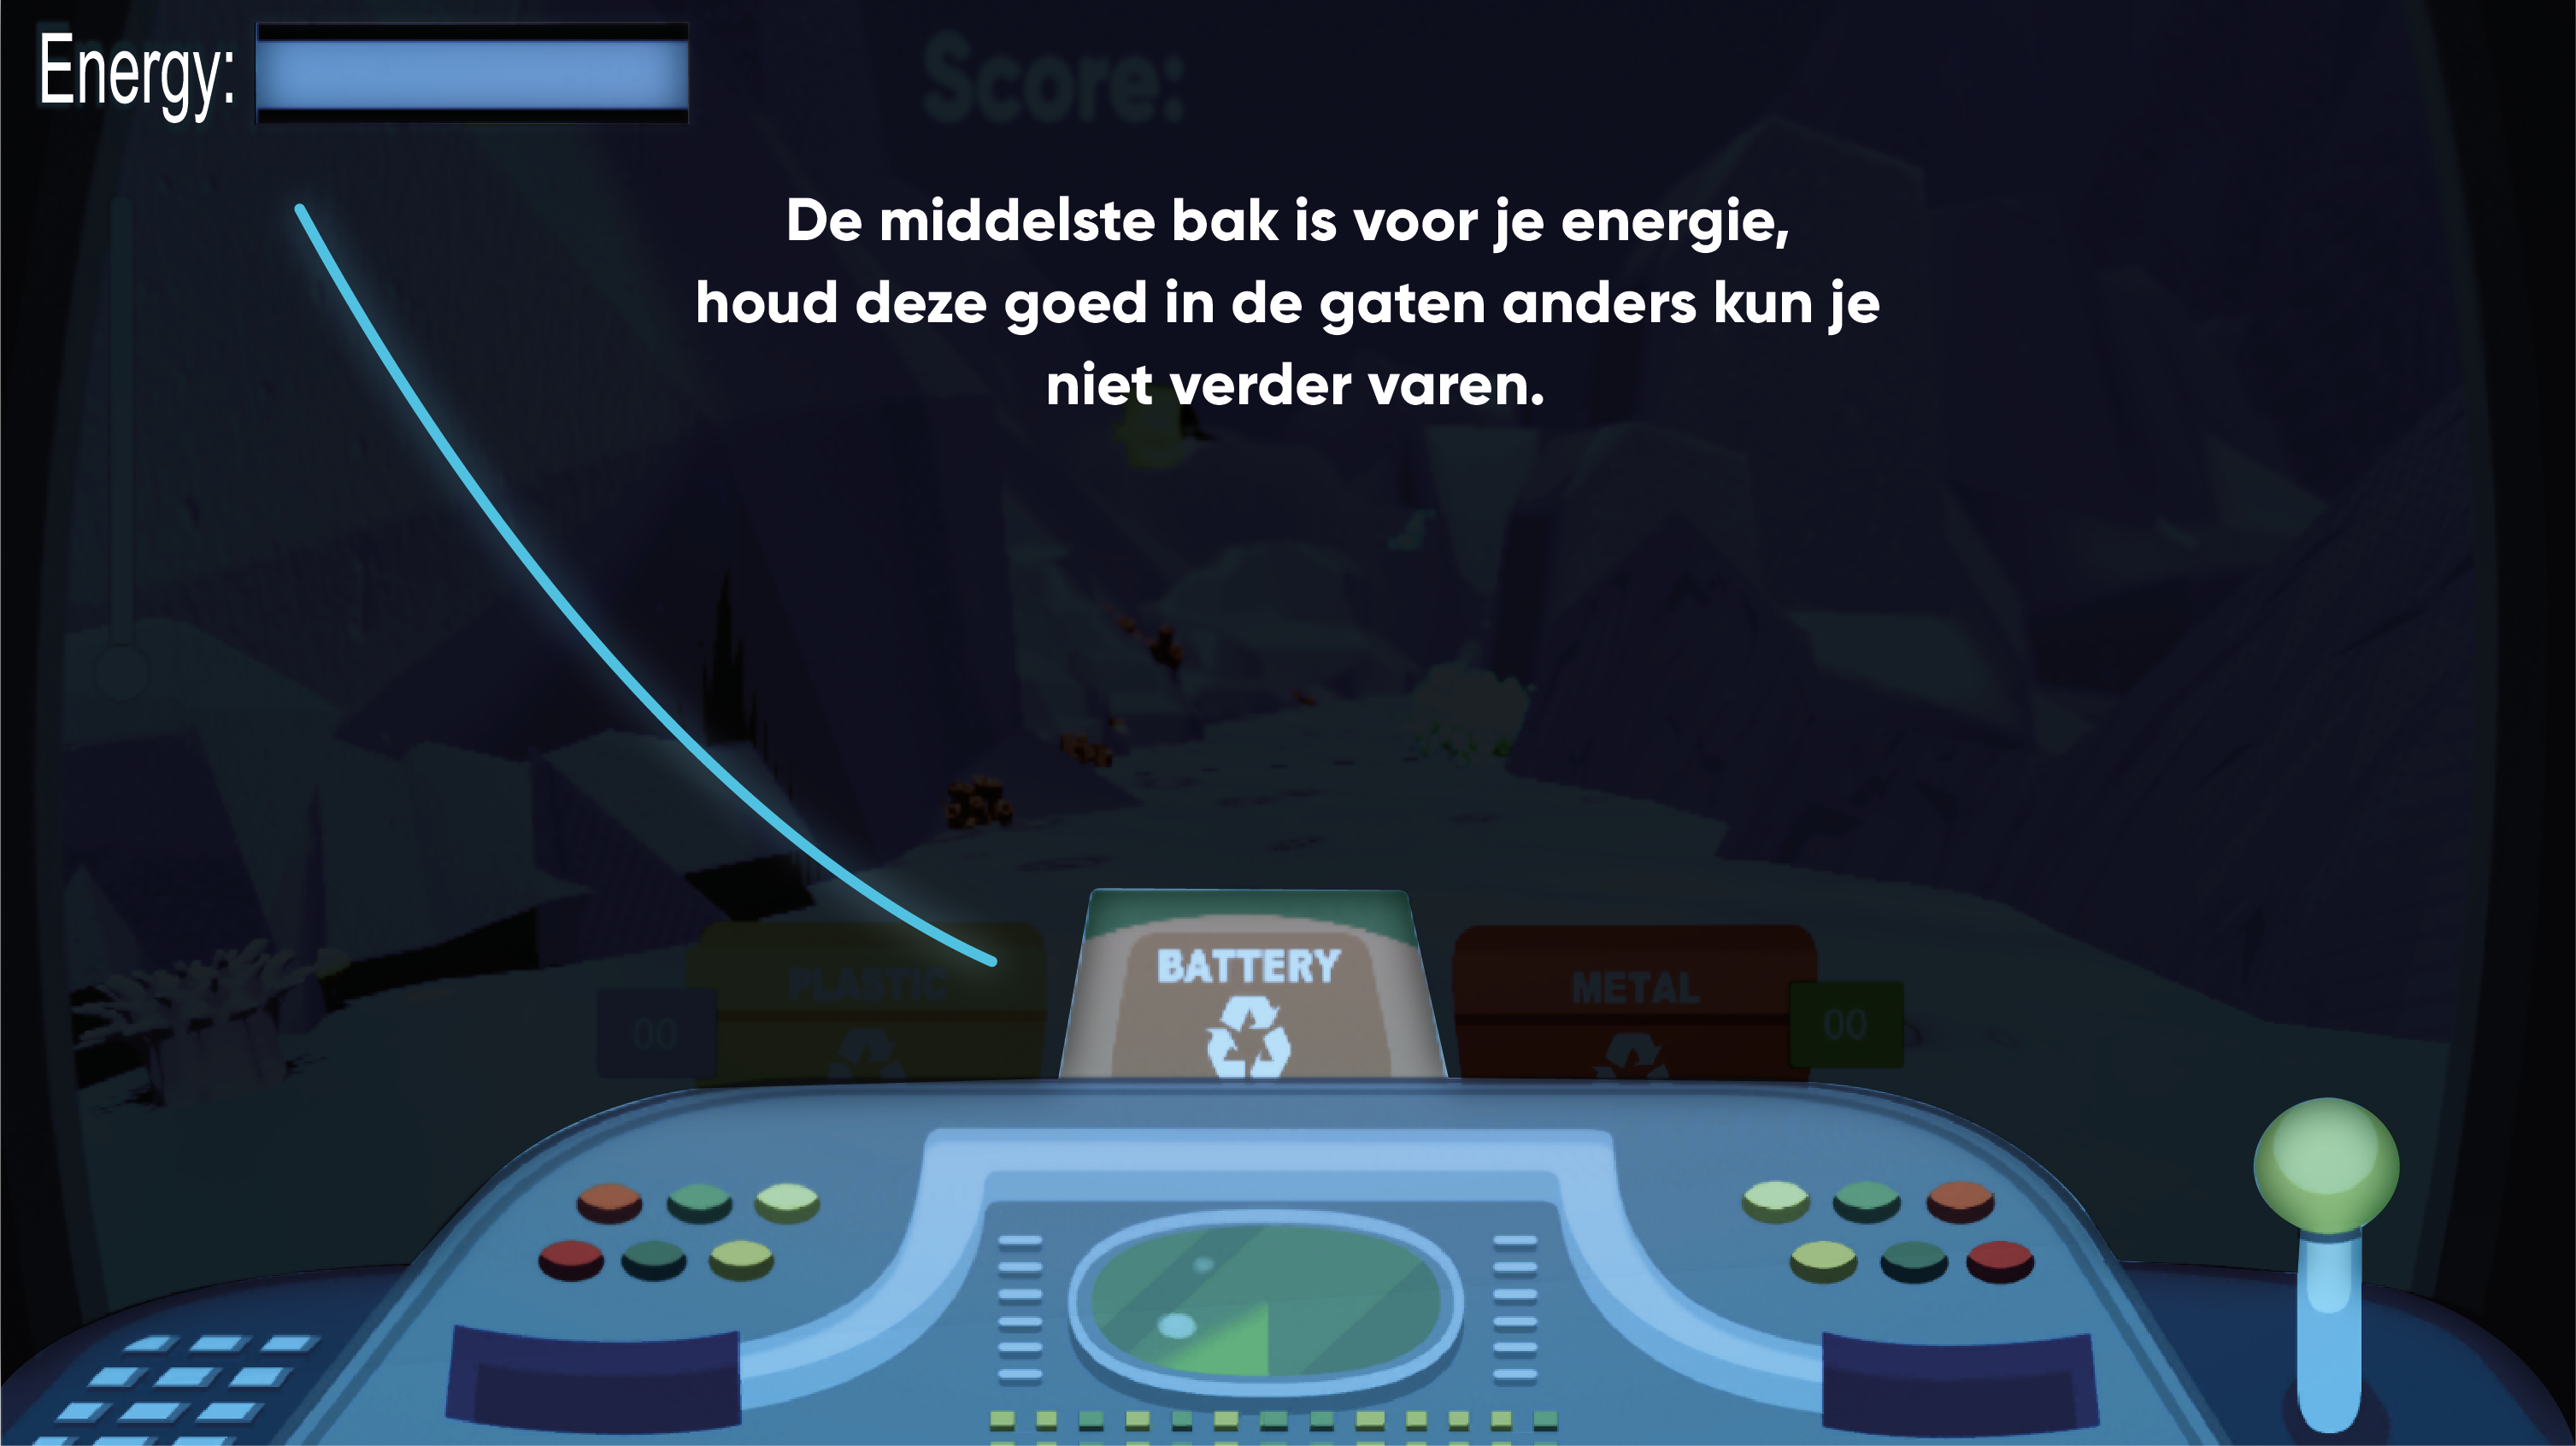 Energy:
Score:
De middelste bak is voor je energie,
houd deze goed in de gaten anders kun je
niet verder varen.
PLASTIC
BATTERY
METAL
00
00